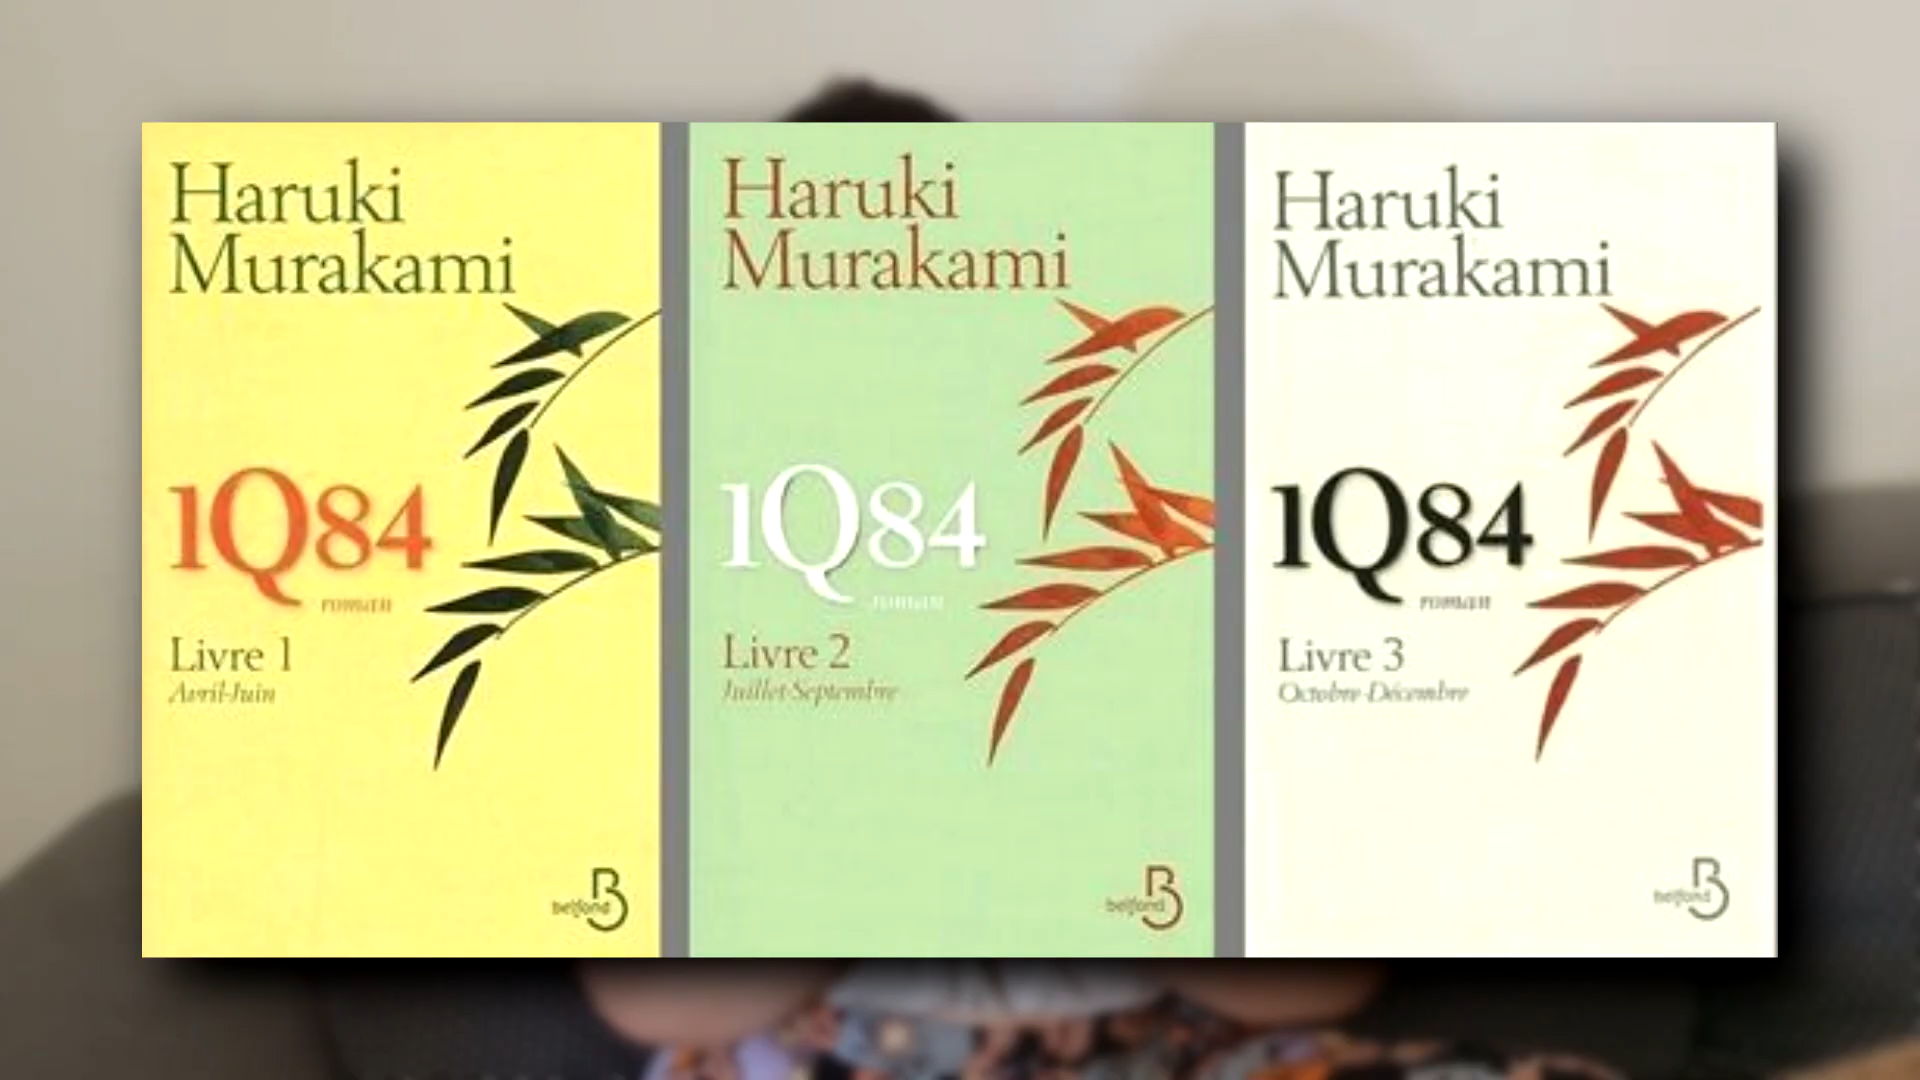 Haruki
Murakami
1Q84
roman
Livre 1
Avril-Juin
belfond
Haruki
Murakami
1Q84
roman
Livre 2
Juillet-Septembre
belfond
Haruki
Murakami
1Q84
roman
Livre 3
Octobre-Décembre
belfond